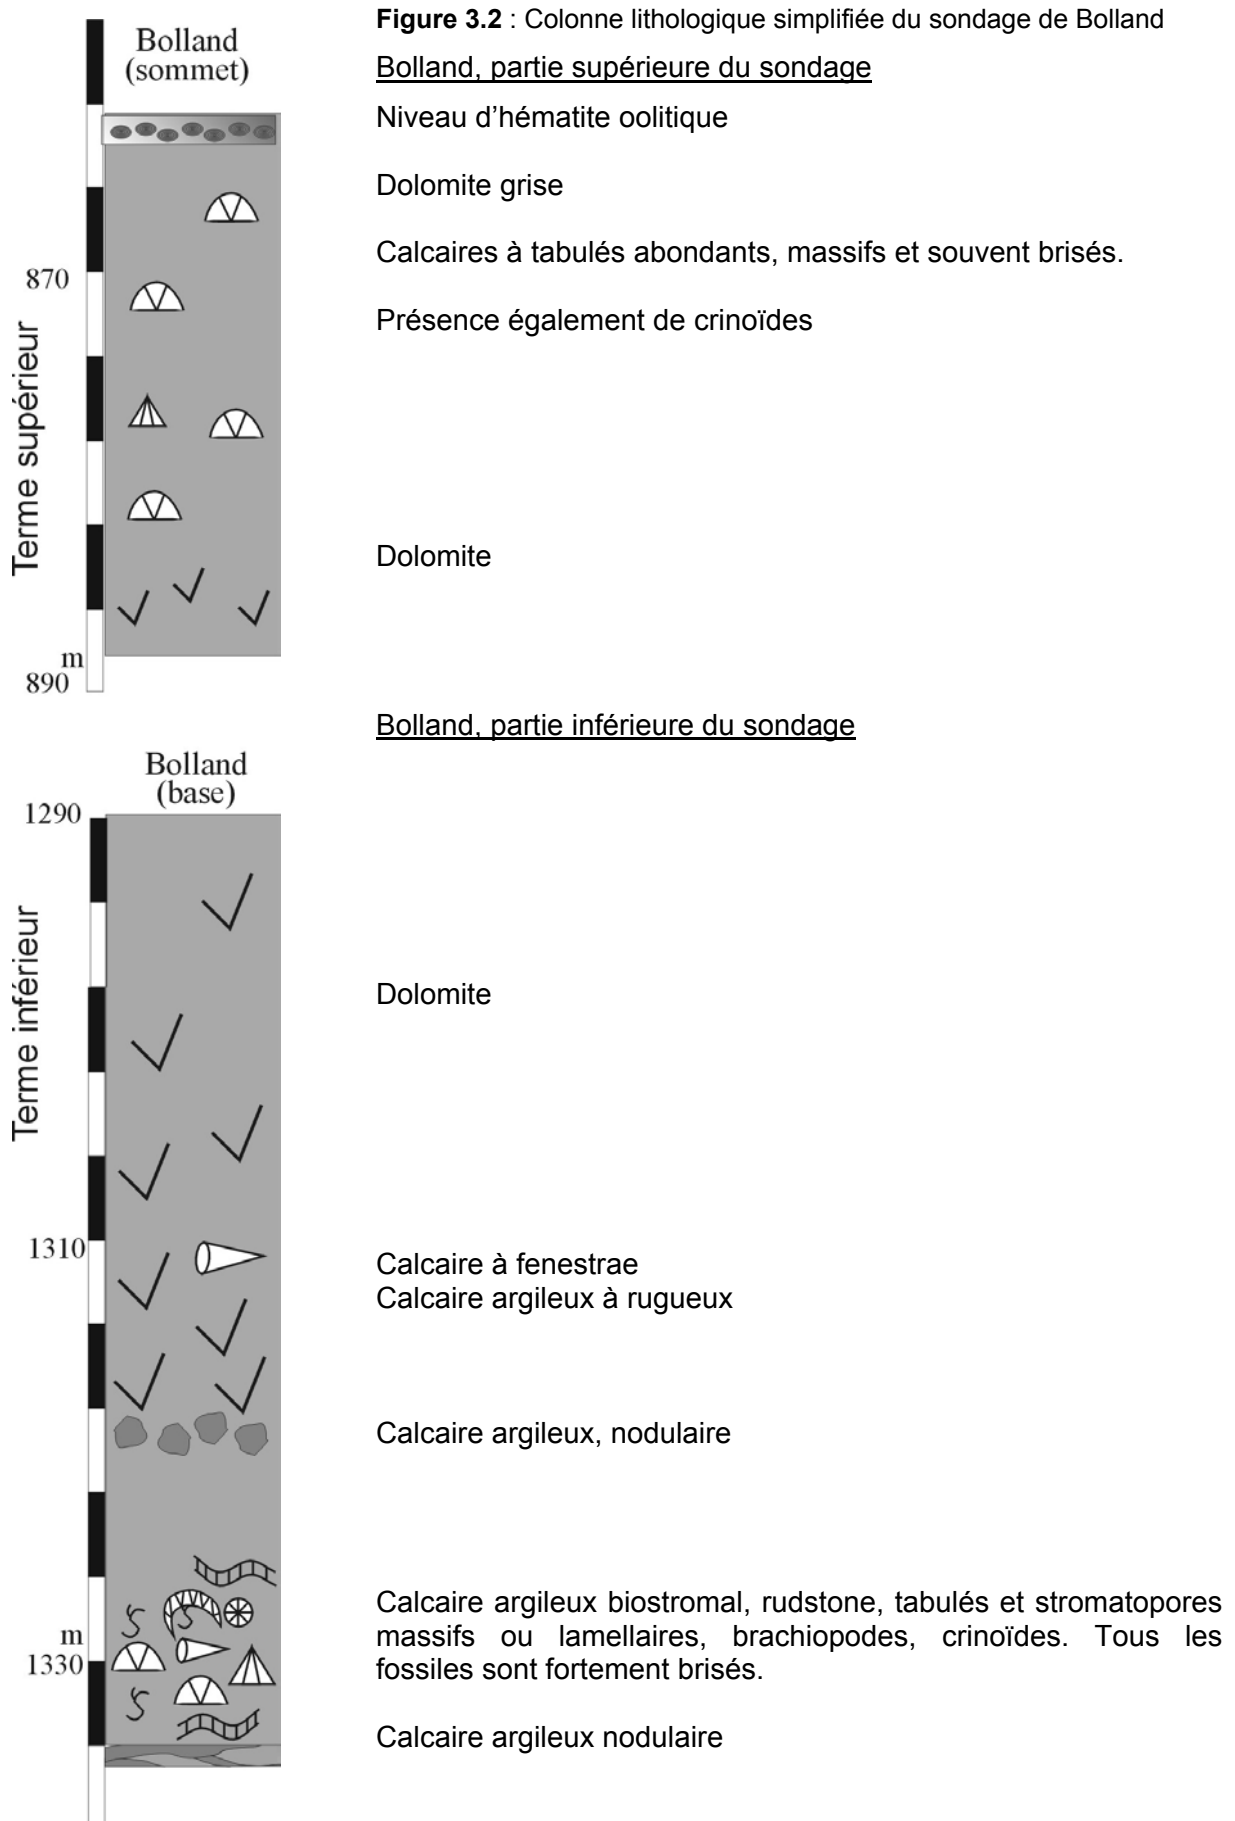 Figure 3.2 : Colonne lithologique simplifiée du sondage de Bolland
Bolland
(sommet)
Bolland, partie supérieure du sondage
Niveau d’hématite oolitique
Dolomite grise
Calcaires à tabulés abondants, massifs et souvent brisés.
870
Présence également de crinoïdes
Terme supérieur
Dolomite
m
890
Bolland, partie inférieure du sondage
Bolland
(base)
1290
Terme inférieur
Dolomite
1310
Calcaire à fenestrae
Calcaire argileux à rugueux
Calcaire argileux, nodulaire
Calcaire argileux biostromal, rudstone, tabulés et stromatopores
massifs ou lamellaires, brachiopodes, crinoïdes. Tous les
fossiles sont fortement brisés.
m
1330
Calcaire argileux nodulaire